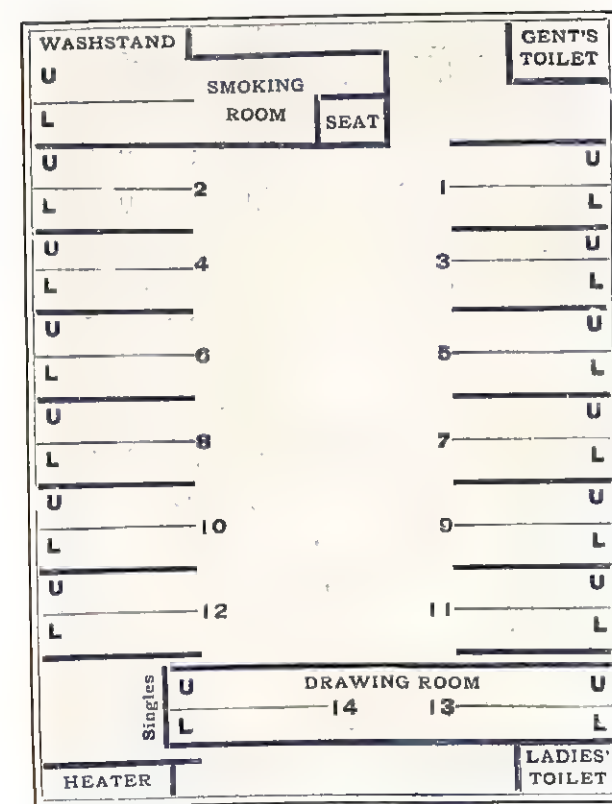 WASHSTAND
GENT'S
TOILET
U
L
SMOKING
ROOM
SEAT
U
2
L
U
1
L
U
4
L
U
3
L
U
6
L
U
5
L
U
8
L
U
7
L
U
10
L
U
9
L
U
12
L
U
11
L
Singles
U
L
DRAWING ROOM
14 13
U
L
HEATER
LADIES'
TOILET